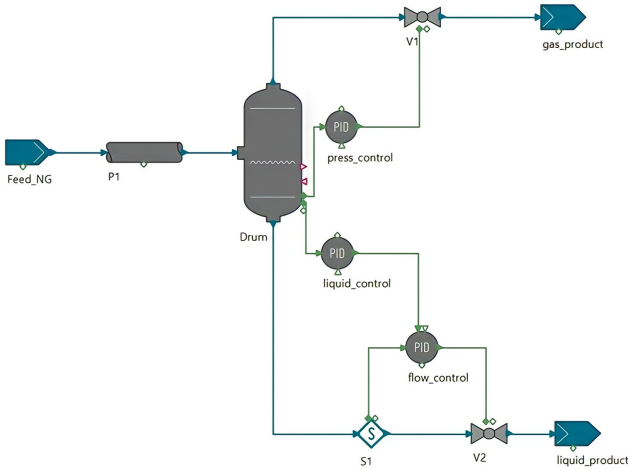 V1
gas_product
PID
press_control
Feed_NG
P1
Drum
PID
liquid_control
PID
flow_control
S
S1
V2
liquid_product